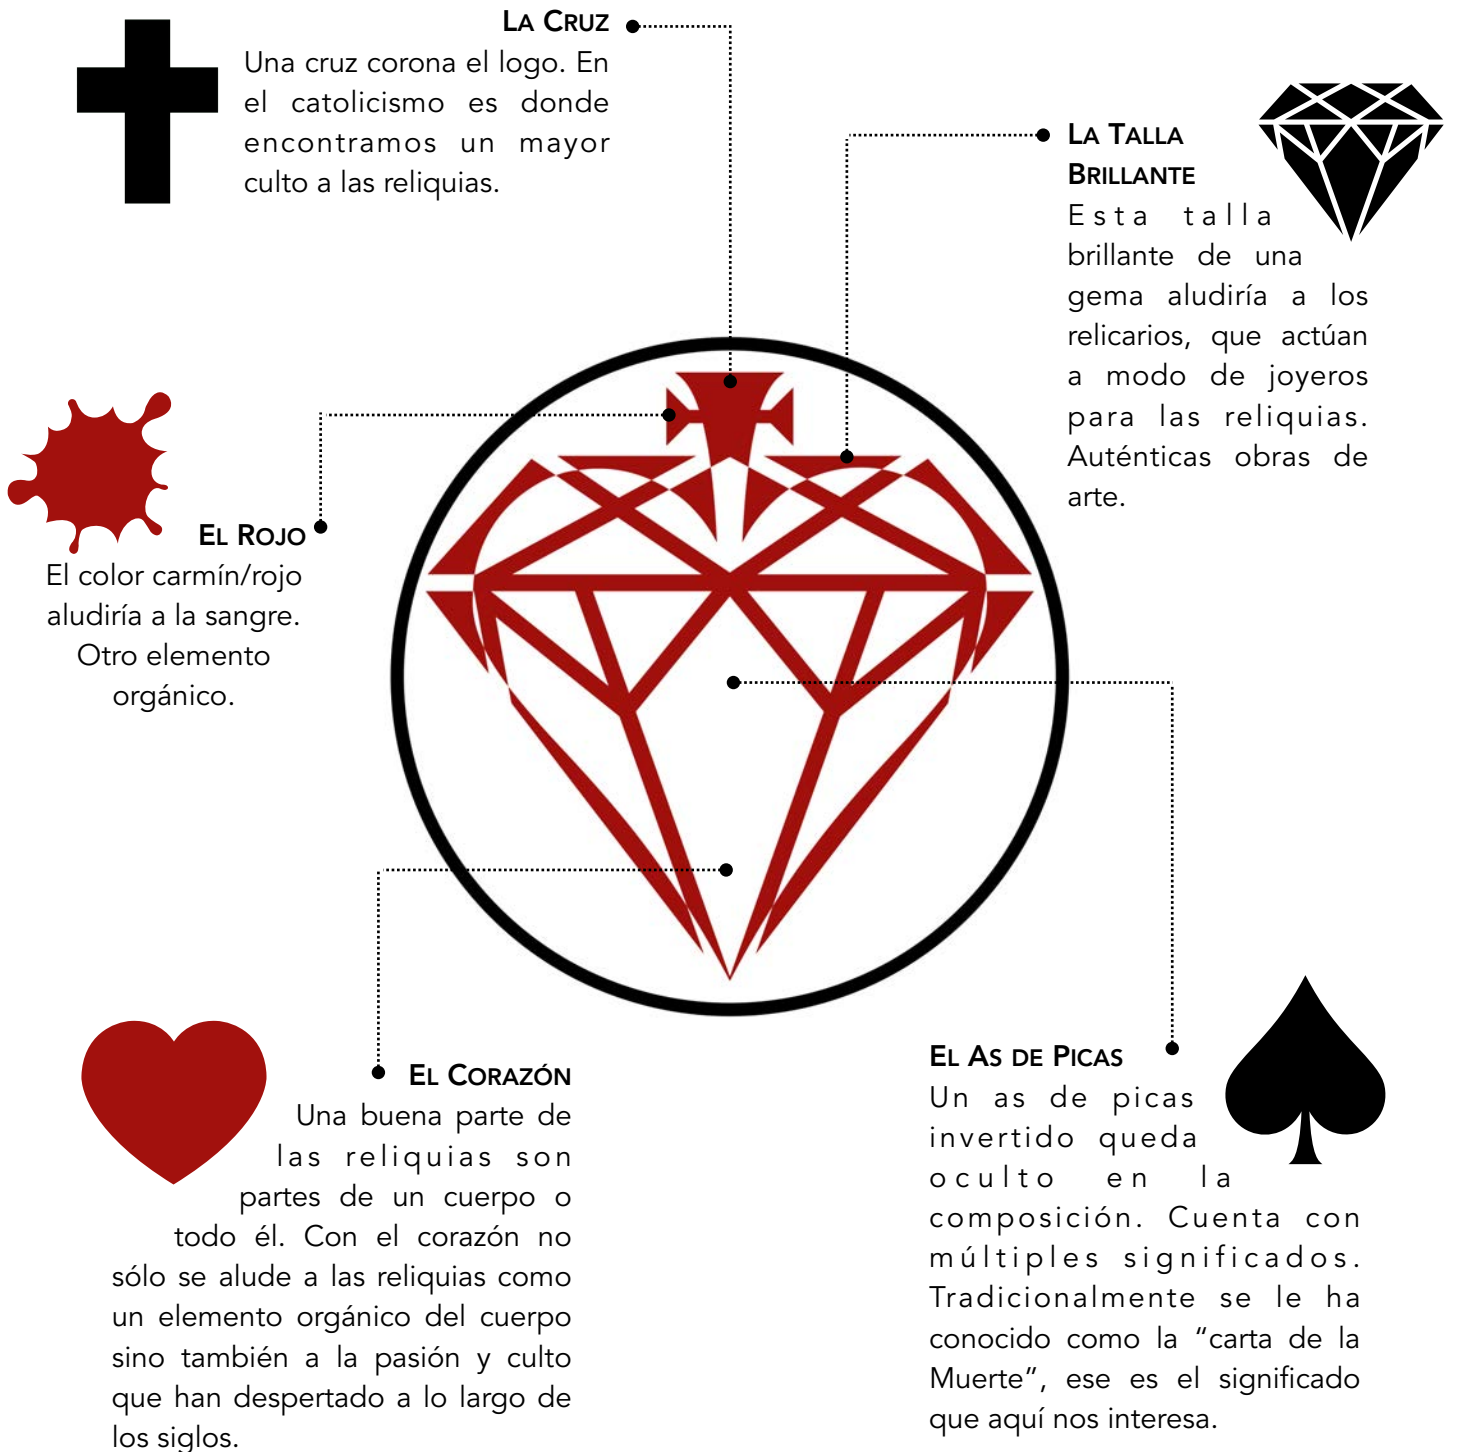 LA CRUZ
Una cruz corona el logo. En
el catolicismo es donde
encontramos un mayor
culto a las reliquias.
LA TALLA
BRILLANTE
Esta talla
brillante de una
gema aludiría a los
relicarios, que actúan
a modo de joyeros
para las reliquias.
Auténticas obras de
arte.
EL ROJO
El color carmín/rojo
aludiría a la sangre.
Otro elemento
orgánico.
EL CORAZÓN
Una buena parte de
las reliquias son
partes de un cuerpo o
todo él. Con el corazón no
sólo se alude a las reliquias como
un elemento orgánico del cuerpo
sino también a la pasión y culto
que han despertado a lo largo de
los siglos.
EL AS DE PICAS
Un as de picas
invertido queda
oculto en la
composición. Cuenta con
múltiples significados.
Tradicionalmente se le ha
conocido como la “carta de la
Muerte”, ese es el significado
que aquí nos interesa.